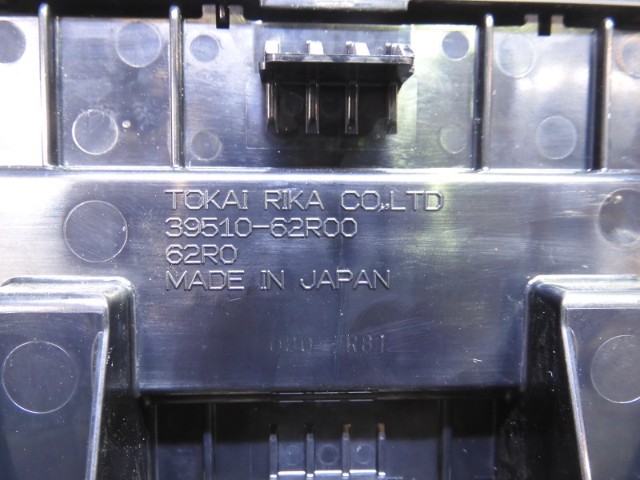 TOKAI RIKA CO.,LTD
39510-62R00
62R0
MADE IN JAPAN